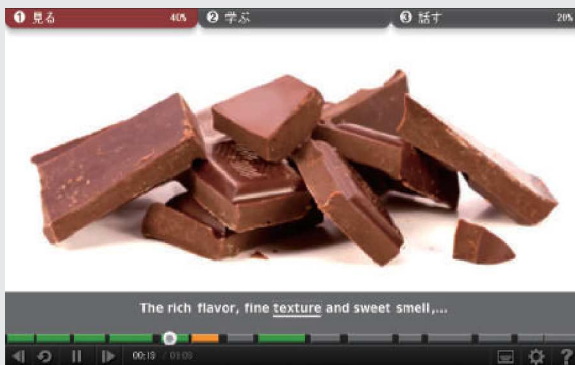 ❶ 見る 40% ❷ 学ぶ ❸ 話す 20%
The rich flavor, fine texture and sweet smell,...
00:19 / 01:09
?